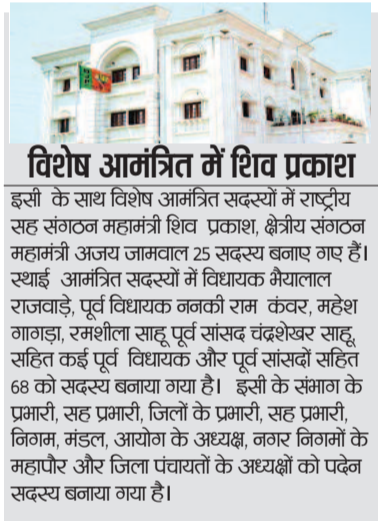 विशेष आमंत्रित में शिव प्रकाश
इसी के साथ विशेष आमंत्रित सदस्यों में राष्ट्रीय
सह संगठन महामंत्री शिव प्रकाश, क्षेत्रीय संगठन
महामंत्री अजय जामवाल 25 सदस्य बनाए गए हैं।
स्थाई आमंत्रित सदस्यों में विधायक भैयालाल
राजवाड़े, पूर्व विधायक ननकी राम कंवर, महेश
गागड़ा, रमशीला साहू पूर्व सांसद चंद्रशेखर साहू,
सहित कई पूर्व विधायक और पूर्व सांसदों सहित
68 को सदस्य बनाया गया है। इसी के संभाग के
प्रभारी, सह प्रभारी, जिलों के प्रभारी, सह प्रभारी,
निगम, मंडल, आयोग के अध्यक्ष, नगर निगमों के
महापौर और जिला पंचायतों के अध्यक्षों को पदेन
सदस्य बनाया गया है।